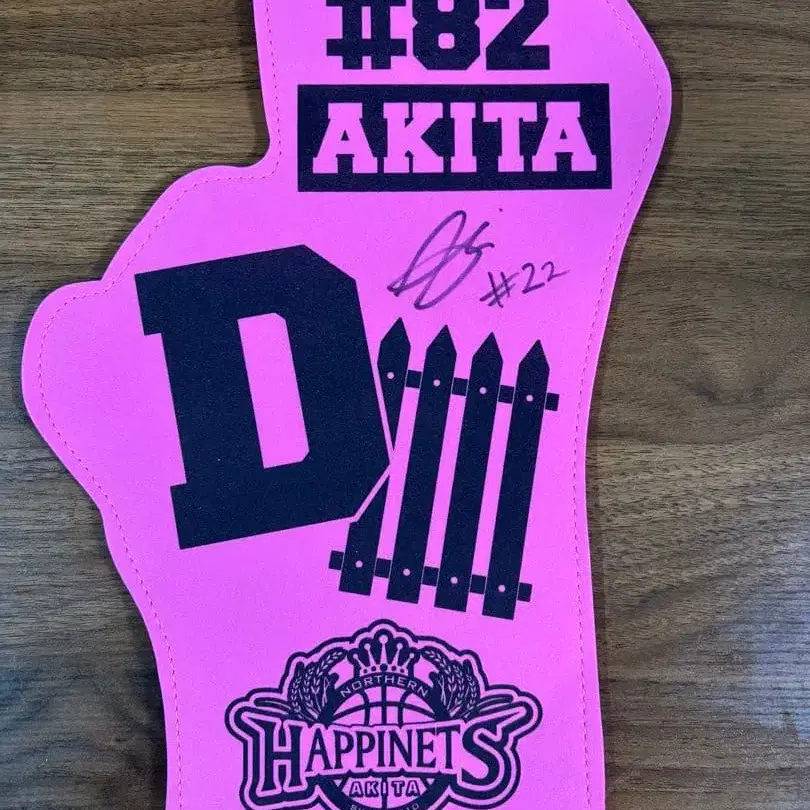 #82
AKITA
#22
D
NORTHERN
HAPPINETS
AKITA